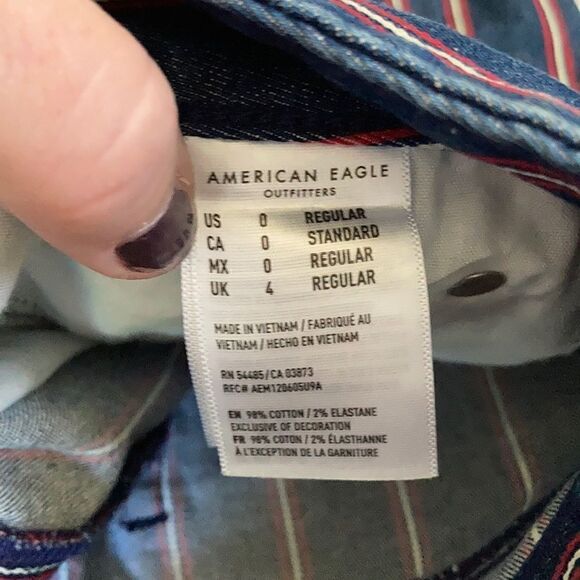 AMERICAN EAGLE
OUTFITTERS
US 0 REGULAR
CA 0 STANDARD
MX 0 REGULAR
UK 4 REGULAR
MADE IN VIETNAM / FABRIQUÉ AU
VIETNAM / HECHO EN VIETNAM
RN 54485/CA 03873
RFC# AEM120605U9A
EN 98% COTTON / 2% ELASTANE
EXCLUSIVE OF DECORATION
FR 98% COTON / 2% ÉLASTHANNE
À L'EXCEPTION DE LA GARNITURE